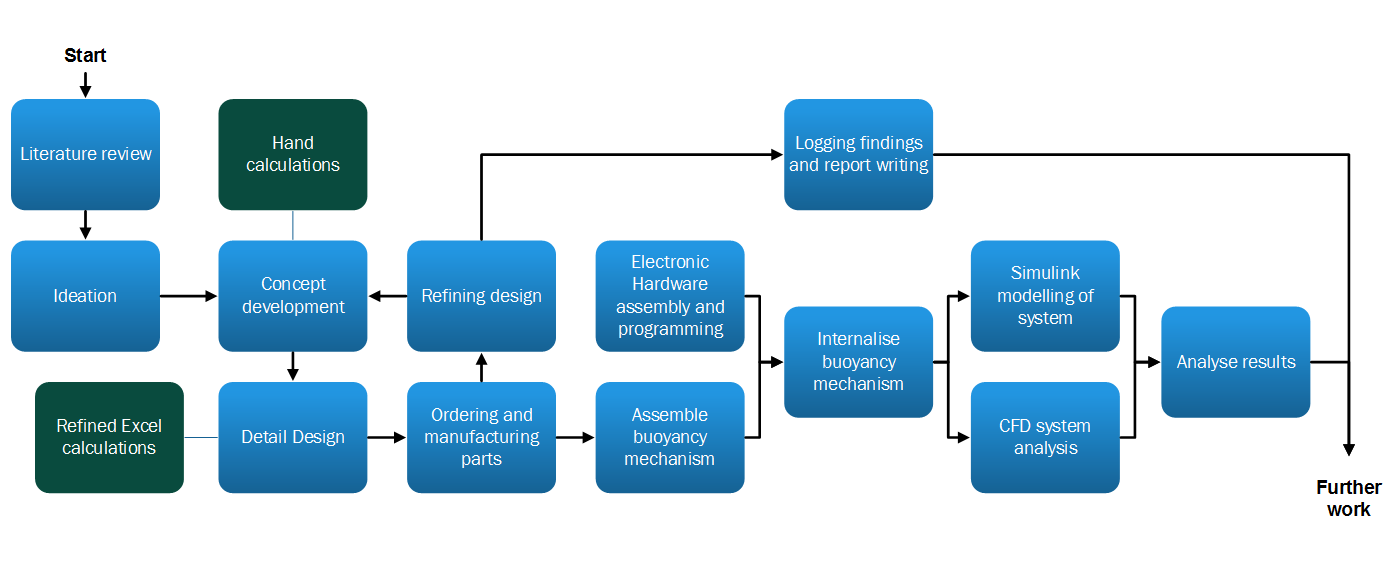 Start
Literature review
Hand
calculations
Logging findings
and report writing
Ideation
Concept
development
Refining design
Electronic
Hardware
assembly and
programming
Simulink
modelling of
system
Internalise
buoyancy
mechanism
Analyse results
Refined Excel
calculations
Detail Design
Ordering and
manufacturing
parts
Assemble
buoyancy
mechanism
CFD system
analysis
Further
work